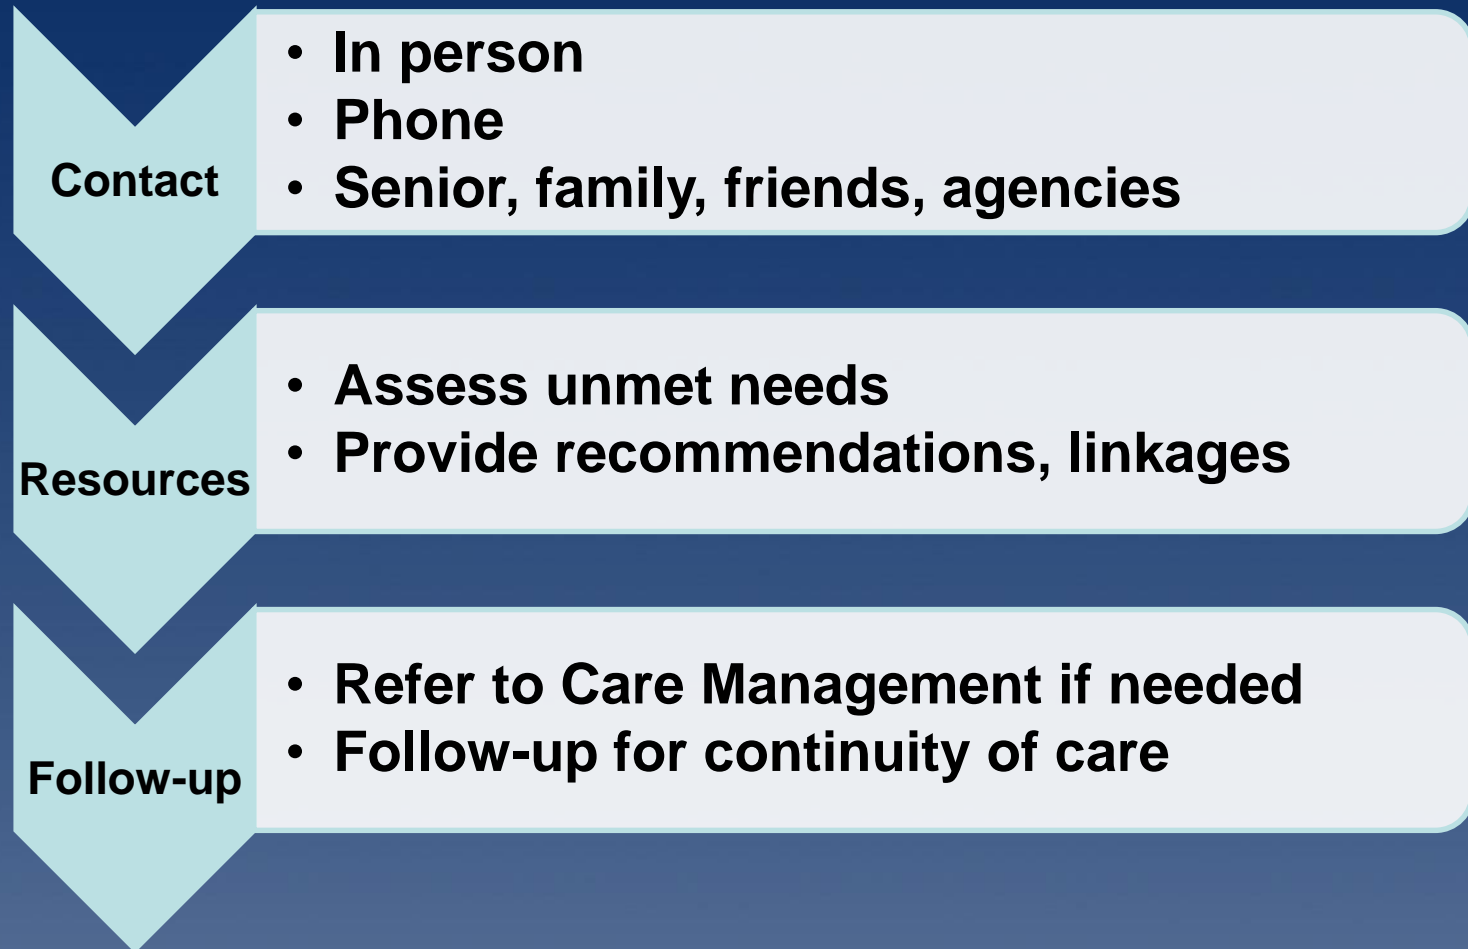 Contact
• In person
• Phone
• Senior, family, friends, agencies
Resources
• Assess unmet needs
• Provide recommendations, linkages
Follow-up
• Refer to Care Management if needed
• Follow-up for continuity of care